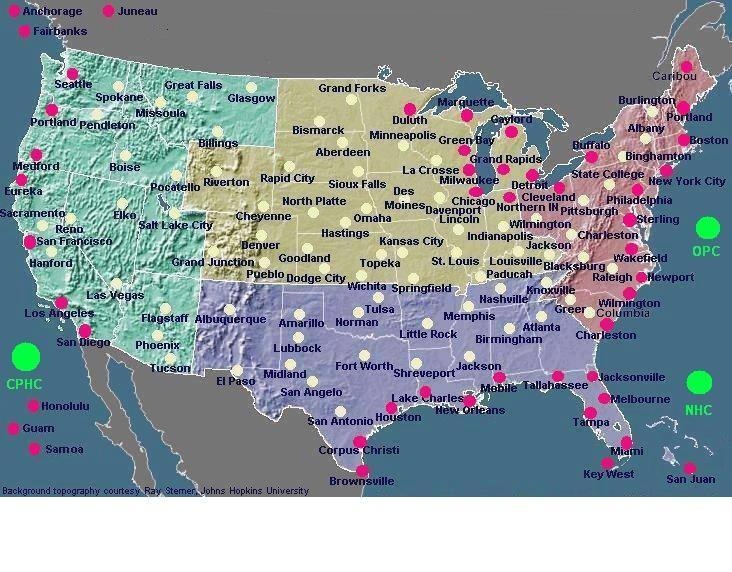 Anchorage
Juneau
Fairbanks
Seattle
Spokane
Great Falls
Glasgow
Missoula
Portland
Pendleton
Billings
Medford
Boise
Eureka
Pocatello
Riverton
Sacramento
Reno
Elko
Salt Lake City
San Francisco
Hanford
Las Vegas
Los Angeles
San Diego
Flagstaff
Phoenix
Tucson
Grand Junction
Grand Forks
Bismarck
Duluth
Marquette
Minneapolis
Aberdeen
Gaylord
Green Bay
Rapid City
La Crosse
Grand Rapids
Sioux Falls
Milwaukee
Detroit
North Platte
Des
Moines
Davenport
Chicago
Northern IN
Cleveland
Cheyenne
Omaha
Lincoln
Wilmington
Hastings
Indianapolis
Denver
Kansas City
Jackson
Goodland
Topeka
St. Louis
Louisville
Pueblo
Dodge City
Paducah
Wichita
Springfield
Caribou
Burlington
Portland
Albany
Boston
Buffalo
Binghamton
State College
New York City
Pittsburg
Philadelphia
Sterling
Charleston
Wakefield
Blacksburg
Raleigh
Newport
Wilmington
Greer
Columbia
Charleston
Albuquerque
Amarillo
Norman
Tulsa
Nashville
Knoxville
Memphis
Little Rock
Atlanta
Birmingham
Lubbock
Fort Worth
Shreveport
Jackson
El Paso
Midland
San Angelo
Lake Charles
Mobile
Tallahassee
Jacksonville
San Antonio
Houston
New Orleans
Melbourne
Tampa
Corpus Christi
Miami
Brownsville
Key West
San Juan
OPC
NHC
CPHC
Honolulu
Guam
Samoa
Background topography courtesy Ray Sterner, Johns Hopkins University